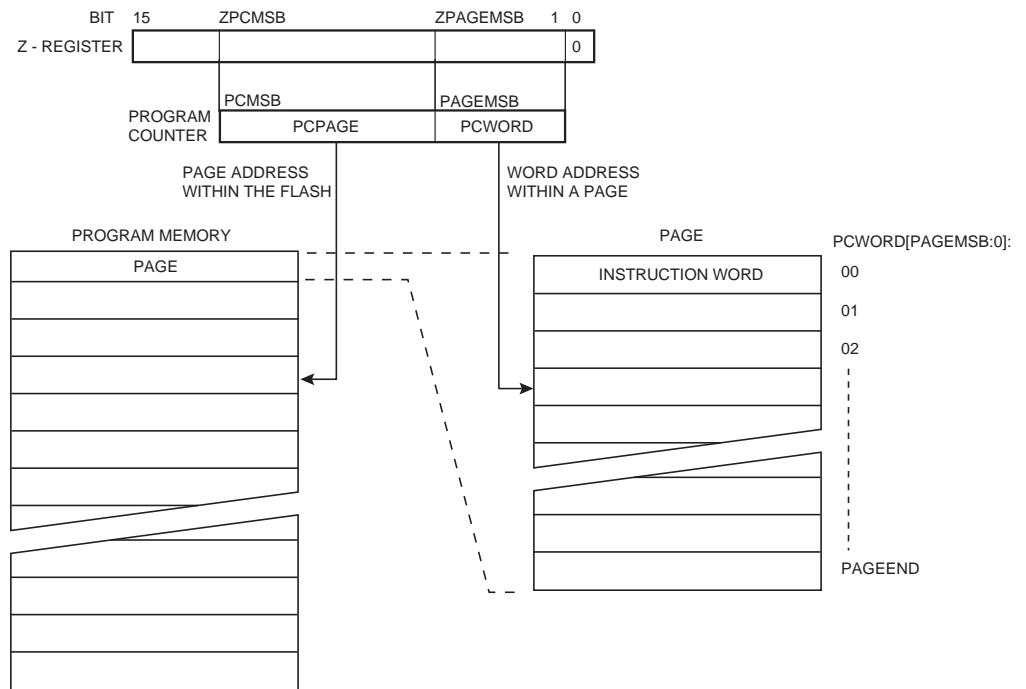 BIT 15 ZPCMSB ZPAGEMSB 1 0
Z - REGISTER 0
PCMSB PAGEMSB
PROGRAM
COUNTER
PCPAGE PCWORD
PAGE ADDRESS
WITHIN THE FLASH
WORD ADDRESS
WITHIN A PAGE
PROGRAM MEMORY
PAGE
PAGE
PCWORD[PAGEMSB:0]:
INSTRUCTION WORD
00
01
02
PAGEEND